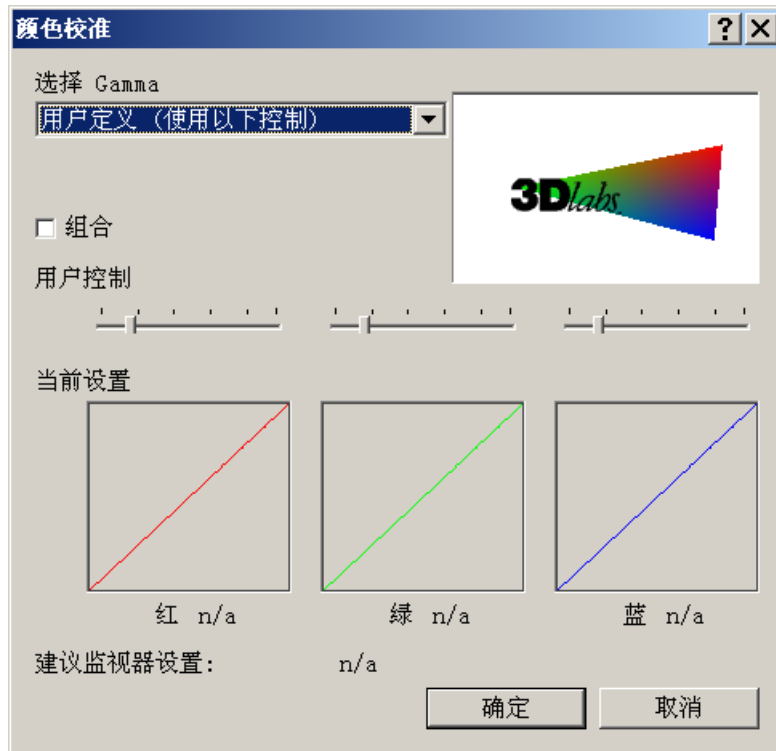 颜色校准
选择 Gamma
用户定义 (使用以下控制)
3Dlabs.
组合
用户控制
当前设置
红 n/a
绿 n/a
蓝 n/a
建议监视器设置: n/a
确定
取消